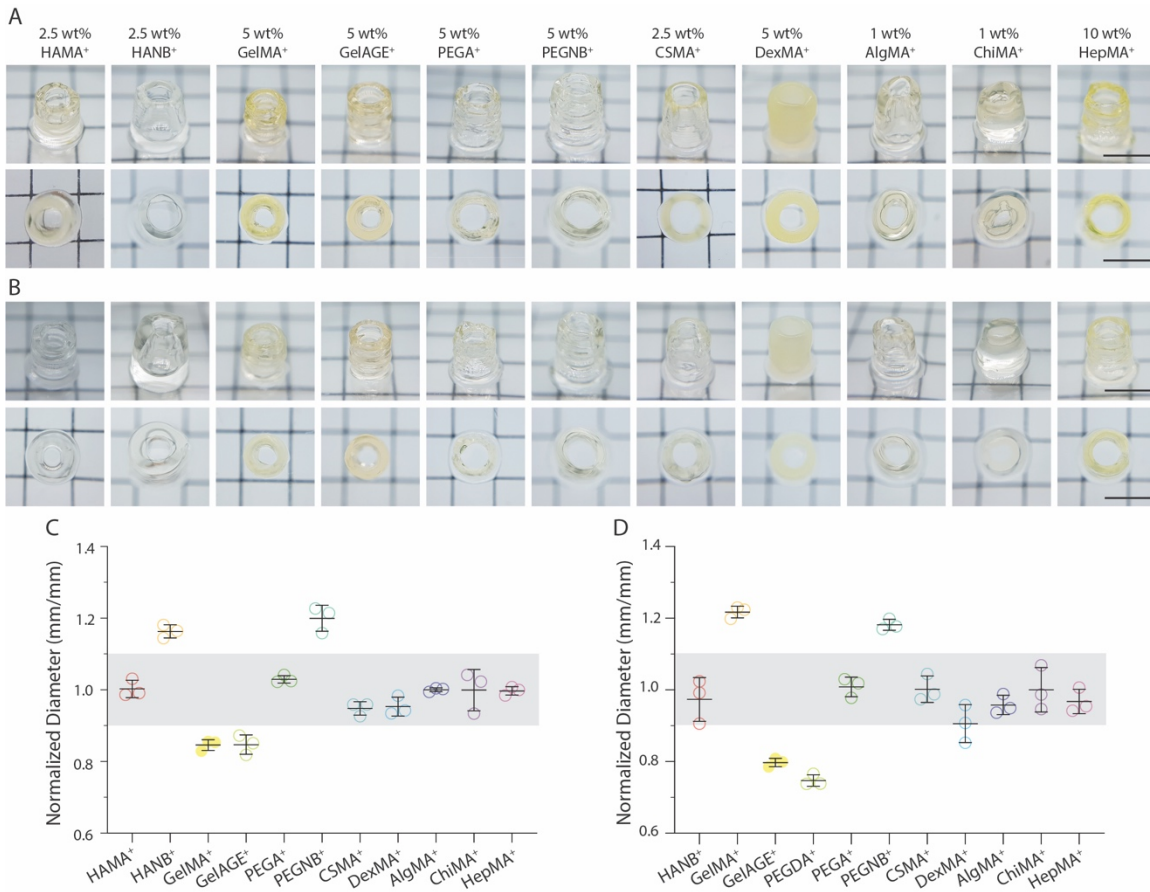 A
2.5 wt% 2.5 wt% 5 wt% 5 wt% 5 wt% 5 wt% 2.5 wt% 5 wt% 1 wt% 1 wt% 10 wt%
HAMA⁺ HANB⁺ GelMA⁺ GelAGE⁺ PEGA⁺ PEGNB⁺ CSMA⁺ DexMA⁺ AlgMA⁺ ChiMA⁺ HepMA⁺
B
C
Normalized Diameter (mm/mm)
1.4
1.2
1.0
0.8
0.6
HAMA⁺ HANB⁺ GelMA⁺ GelAGE⁺ PEGA⁺ PEGNB⁺ CSMA⁺ DexMA⁺ AlgMA⁺ ChiMA⁺ HepMA⁺
D
Normalized Diameter (mm/mm)
1.4
1.2
1.0
0.8
0.6
HANB⁺ GelMA⁺ GelAGE⁺ PEGDA⁺ PEGA⁺ PEGNB⁺ CSMA⁺ DexMA⁺ AlgMA⁺ ChiMA⁺ HepMA⁺